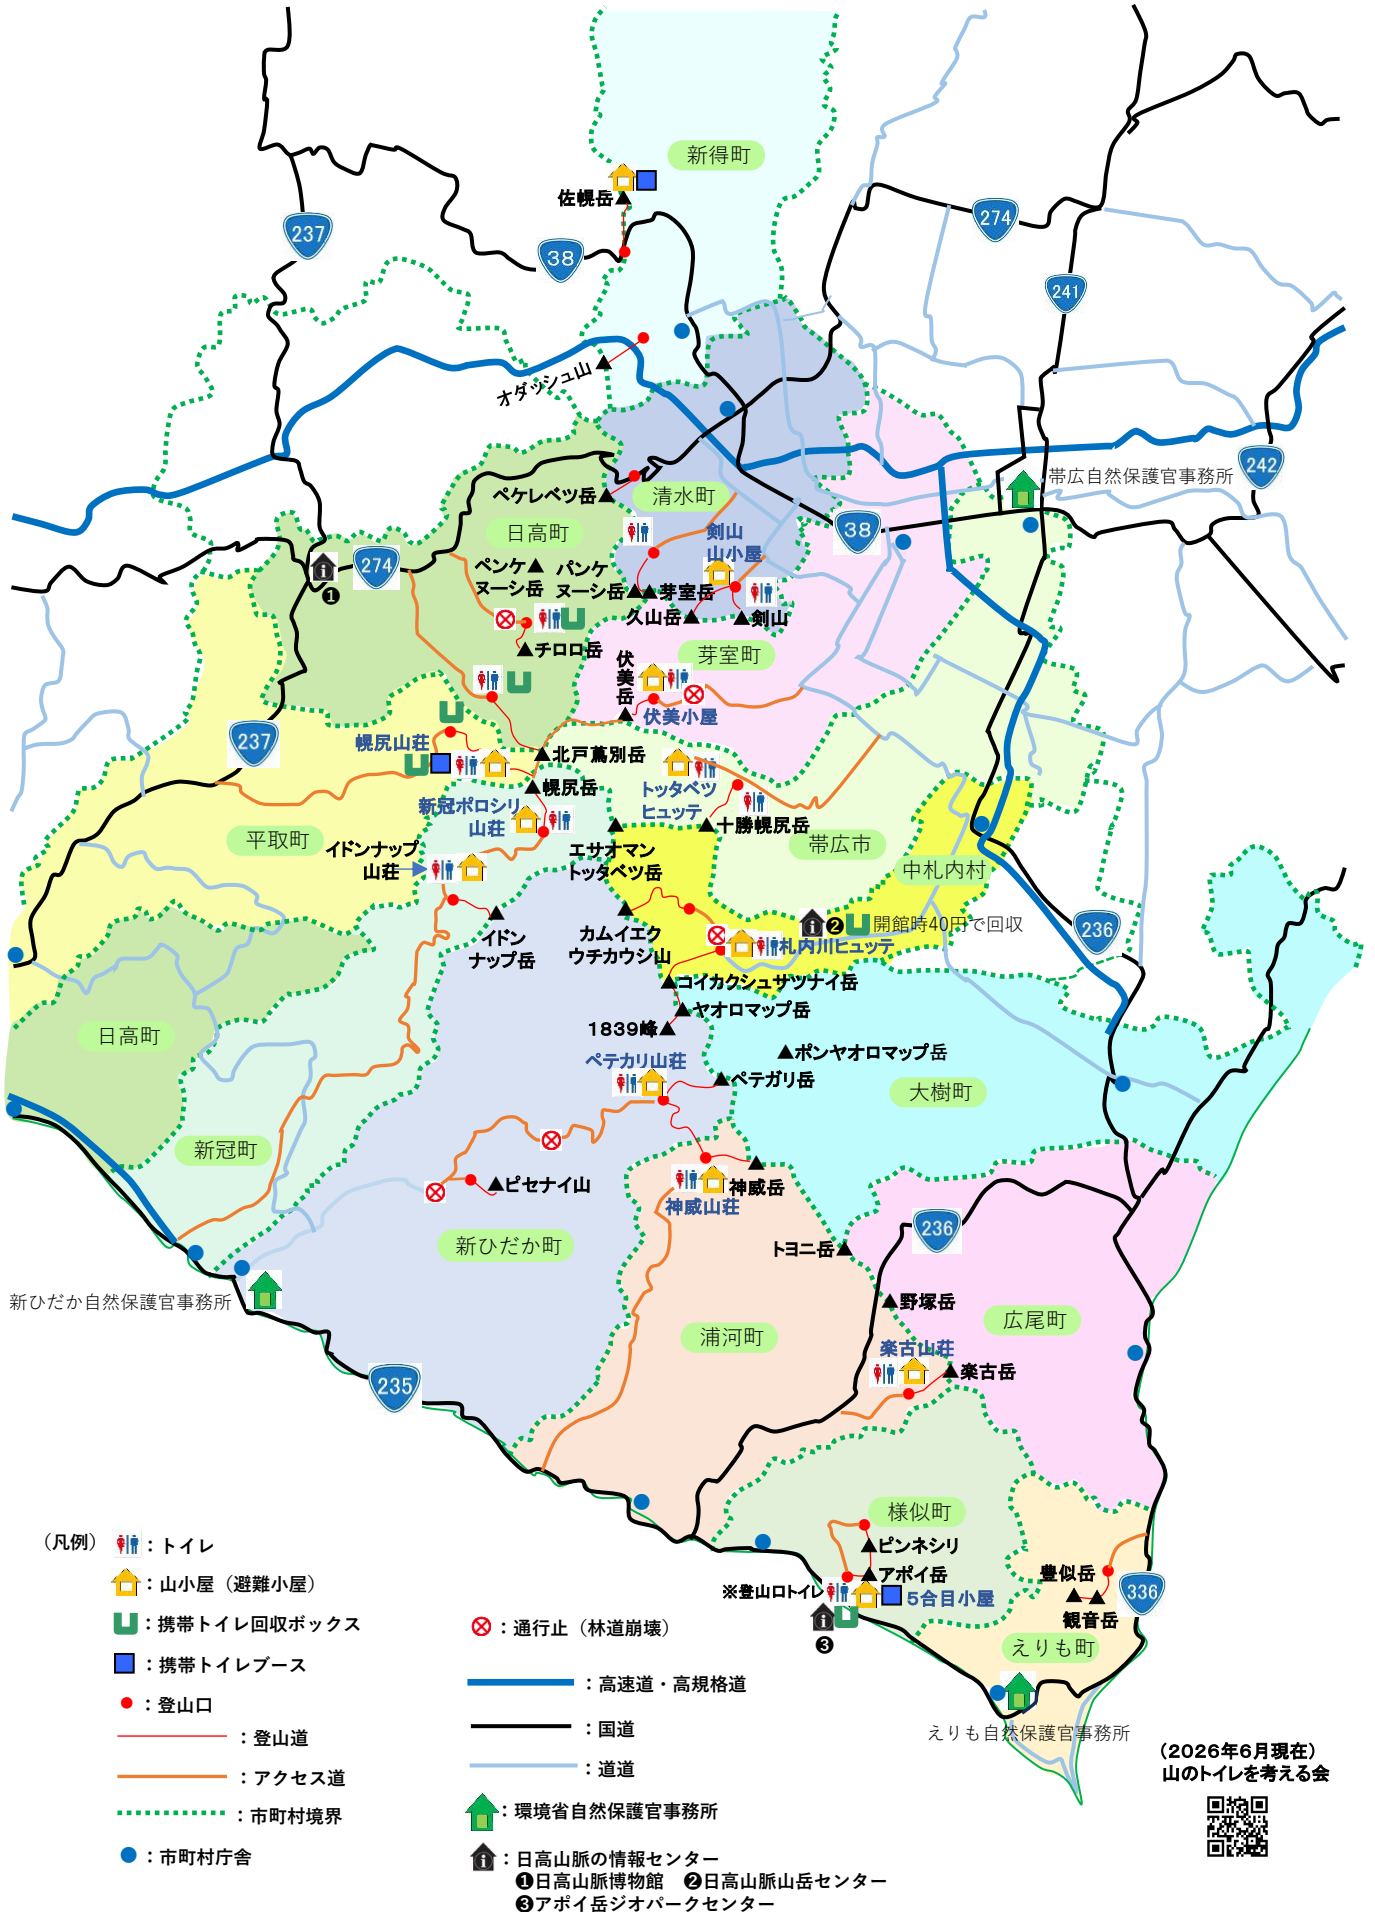 新得町
佐幌岳
237
38
274
241
オダッシュ山
242
帯広自然保護官事務所
ペケレベツ岳
清水町
日高町
38
剣山
山小屋
274
❶
ペンケ
ヌーシ岳
パンケ
ヌーシ岳
芽室岳
久山岳
剣山
チロロ岳
芽室町
伏美岳
伏美小屋
237
幌尻山荘
北戸蔦別岳
幌尻岳
トッタベツ
ヒュッテ
新冠ポロシリ
山荘
十勝幌尻岳
平取町
イドンナップ
山荘
エサオマン
トッタベツ岳
帯広市
中札内村
❷
開館時40円で回収
236
イドン
ナップ岳
カムイエク
ウチカウシ山
札内川ヒュッテ
コイカクシュサツナイ岳
ヤオロマップ岳
1839峰
日高町
ペテカリ山荘
ポンヤオロマップ岳
ペテガリ岳
大樹町
新冠町
ピセナイ山
神威岳
神威山荘
新ひだか町
トヨニ岳
236
新ひだか自然保護官事務所
野塚岳
広尾町
浦河町
楽古山荘
楽古岳
235
様似町
ピンネシリ
アポイ岳
※登山口トイレ
5合目小屋
❸
豊似岳
観音岳
336
えりも町
えりも自然保護官事務所
（凡例）
：トイレ
：山小屋（避難小屋）
：携帯トイレ回収ボックス
：携帯トイレブース
：登山口
：登山道
：アクセス道
：市町村境界
：市町村庁舎
：通行止（林道崩壊）
：高速道・高規格道
：国道
：道道
：環境省自然保護官事務所
：日高山脈の情報センター
❶日高山脈博物館　❷日高山脈山岳センター
❸アポイ岳ジオパークセンター
（2026年6月現在）
山のトイレを考える会